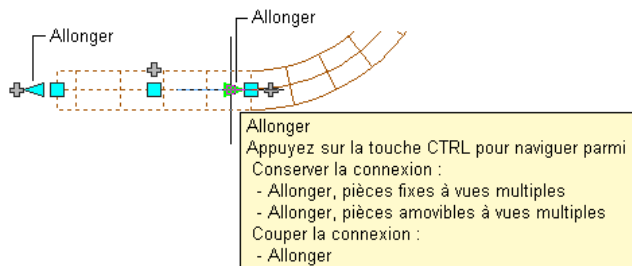 Allonger
Allonger
Allonger
Appuyez sur la touche CTRL pour naviguer parmi
Conserver la connexion :
- Allonger, pièces fixes à vues multiples
- Allonger, pièces amovibles à vues multiples
Couper la connexion :
- Allonger